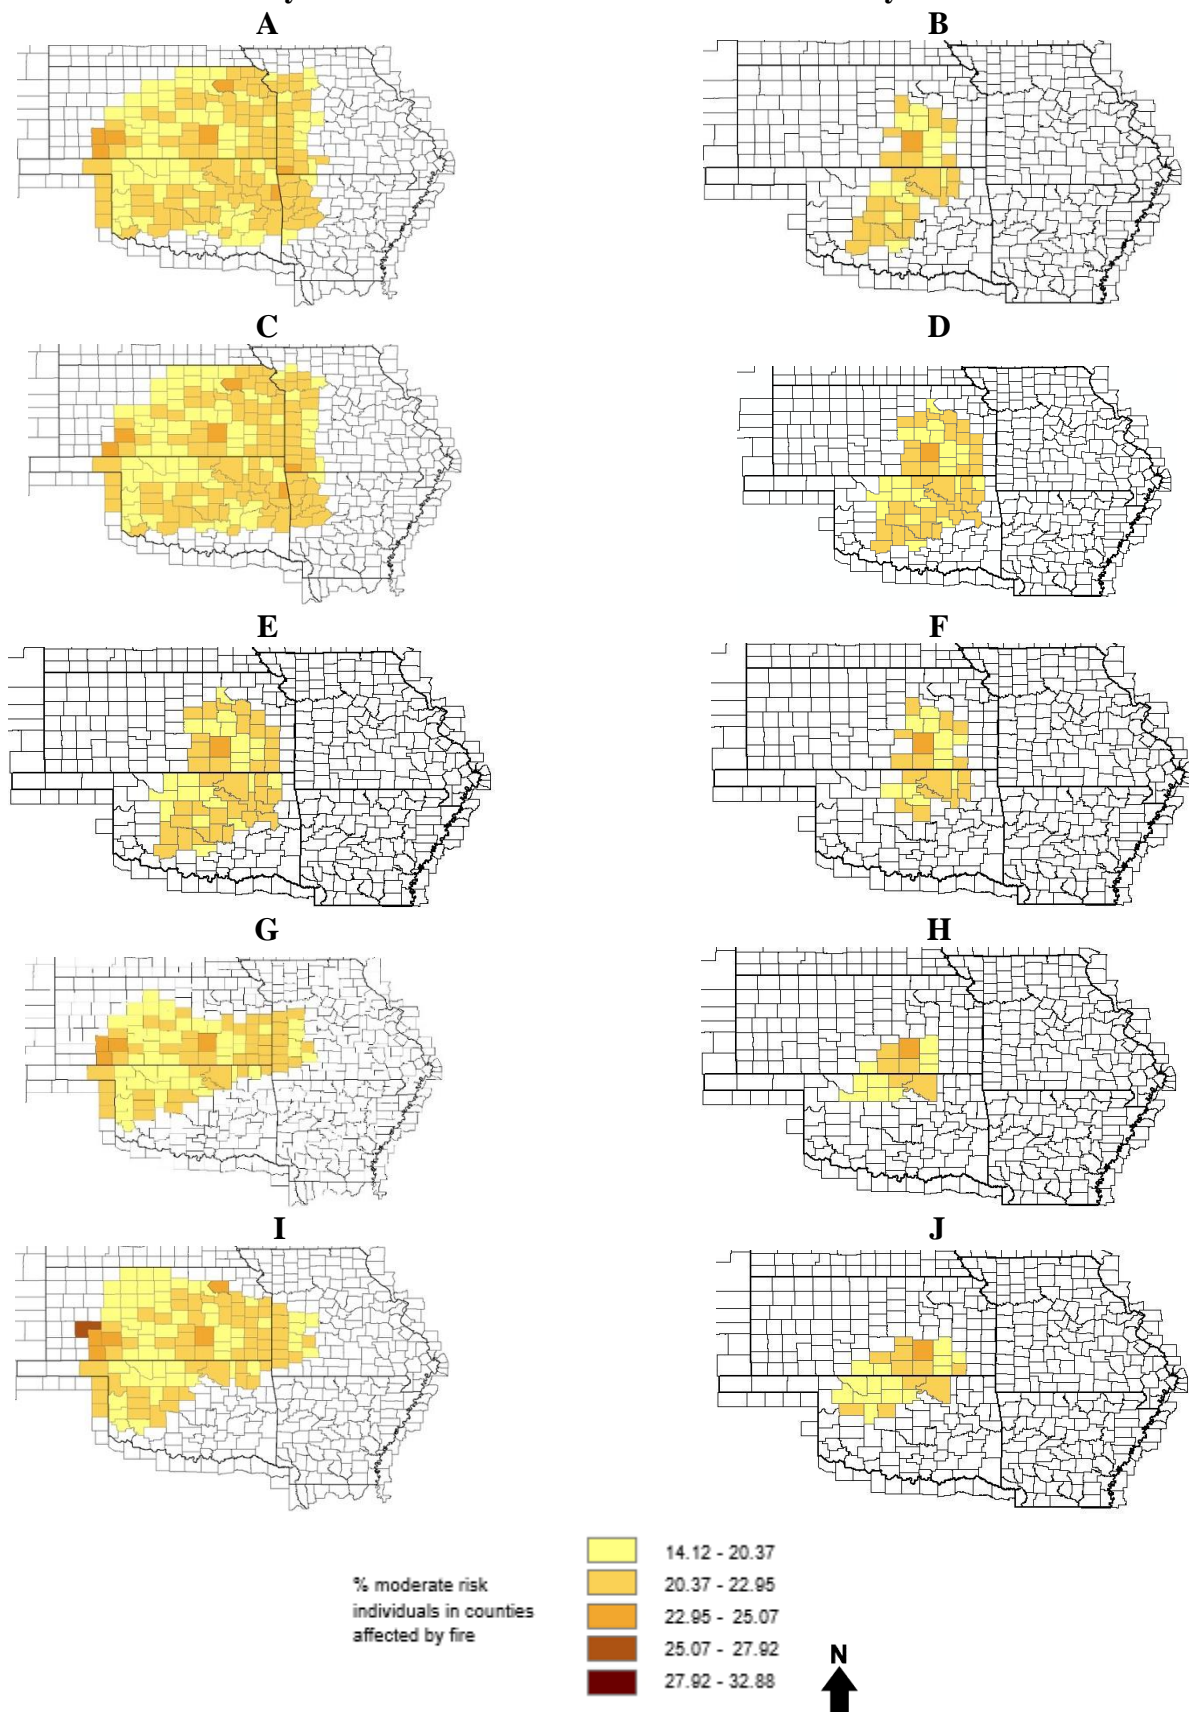 A B
C D
E F
G H
I J
14.12 - 20.37
% moderate risk 20.37 - 22.95
individuals in counties 22.95 - 25.07
affected by fire 25.07 - 27.92
27.92 - 32.88
N